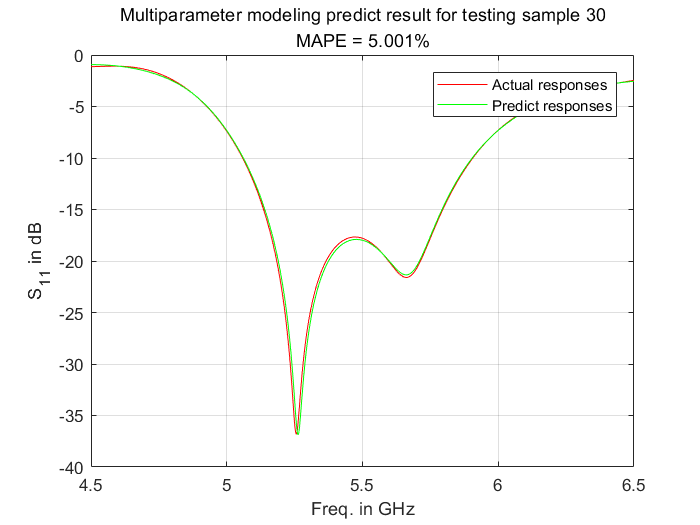 Multiparameter modeling predict result for testing sample 30
MAPE = 5.001%
0
-5
-10
-15
-20
-25
-30
-35
-40
S11 in dB
Actual responses
Predict responses
4.5 5 5.5 6 6.5
Freq. in GHz